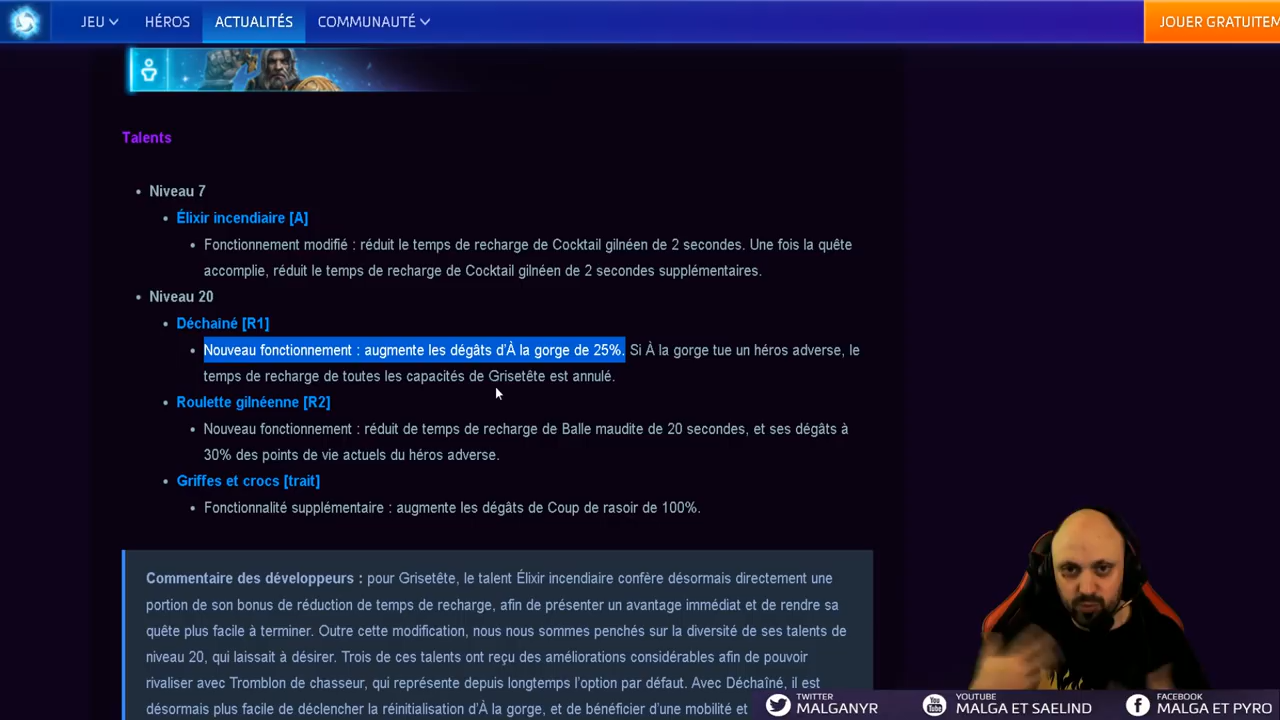 JEU
HÉROS
ACTUALITÉS
COMMUNAUTÉ
JOUER GRATUITEM
Talents
Niveau 7
Élixir incendiaire [A]
Fonctionnement modifié : réduit le temps de recharge de Cocktail gilnéen de 2 secondes. Une fois la quête
accomplie, réduit le temps de recharge de Cocktail gilnéen de 2 secondes supplémentaires.
Niveau 20
Déchaîné [R1]
Nouveau fonctionnement : augmente les dégâts d'À la gorge de 25%. Si À la gorge tue un héros adverse, le
temps de recharge de toutes les capacités de Grisetête est annulé.
Roulette gilnéenne [R2]
Nouveau fonctionnement : réduit de temps de recharge de Balle maudite de 20 secondes, et ses dégâts à
30% des points de vie actuels du héros adverse.
Griffes et crocs [trait]
Fonctionnalité supplémentaire : augmente les dégâts de Coup de rasoir de 100%.
Commentaire des développeurs : pour Grisetête, le talent Élixir incendiaire confère désormais directement une
portion de son bonus de réduction de temps de recharge, afin de présenter un avantage immédiat et de rendre sa
quête plus facile à terminer. Outre cette modification, nous nous sommes penchés sur la diversité de ses talents de
niveau 20, qui laissait à désirer. Trois de ces talents ont reçu des améliorations considérables afin de pouvoir
rivaliser avec Tromblon de chasseur, qui représente depuis longtemps l'option par défaut. Avec Déchaîné, il est
désormais plus facile de déclencher la réinitialisation d'À la gorge, et de bénéficier d'une mobilité et
TWITTER
MALGANYR
YOUTUBE
MALGA ET SAELIND
FACEBOOK
MALGA ET PYRO